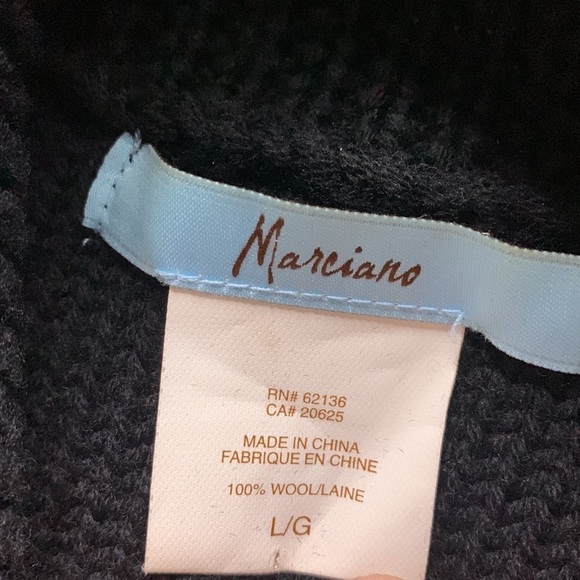 Marciano
RN# 62136
CA# 20625
MADE IN CHINA
FABRIQUE EN CHINE
100% WOOL/LAINE
L/G